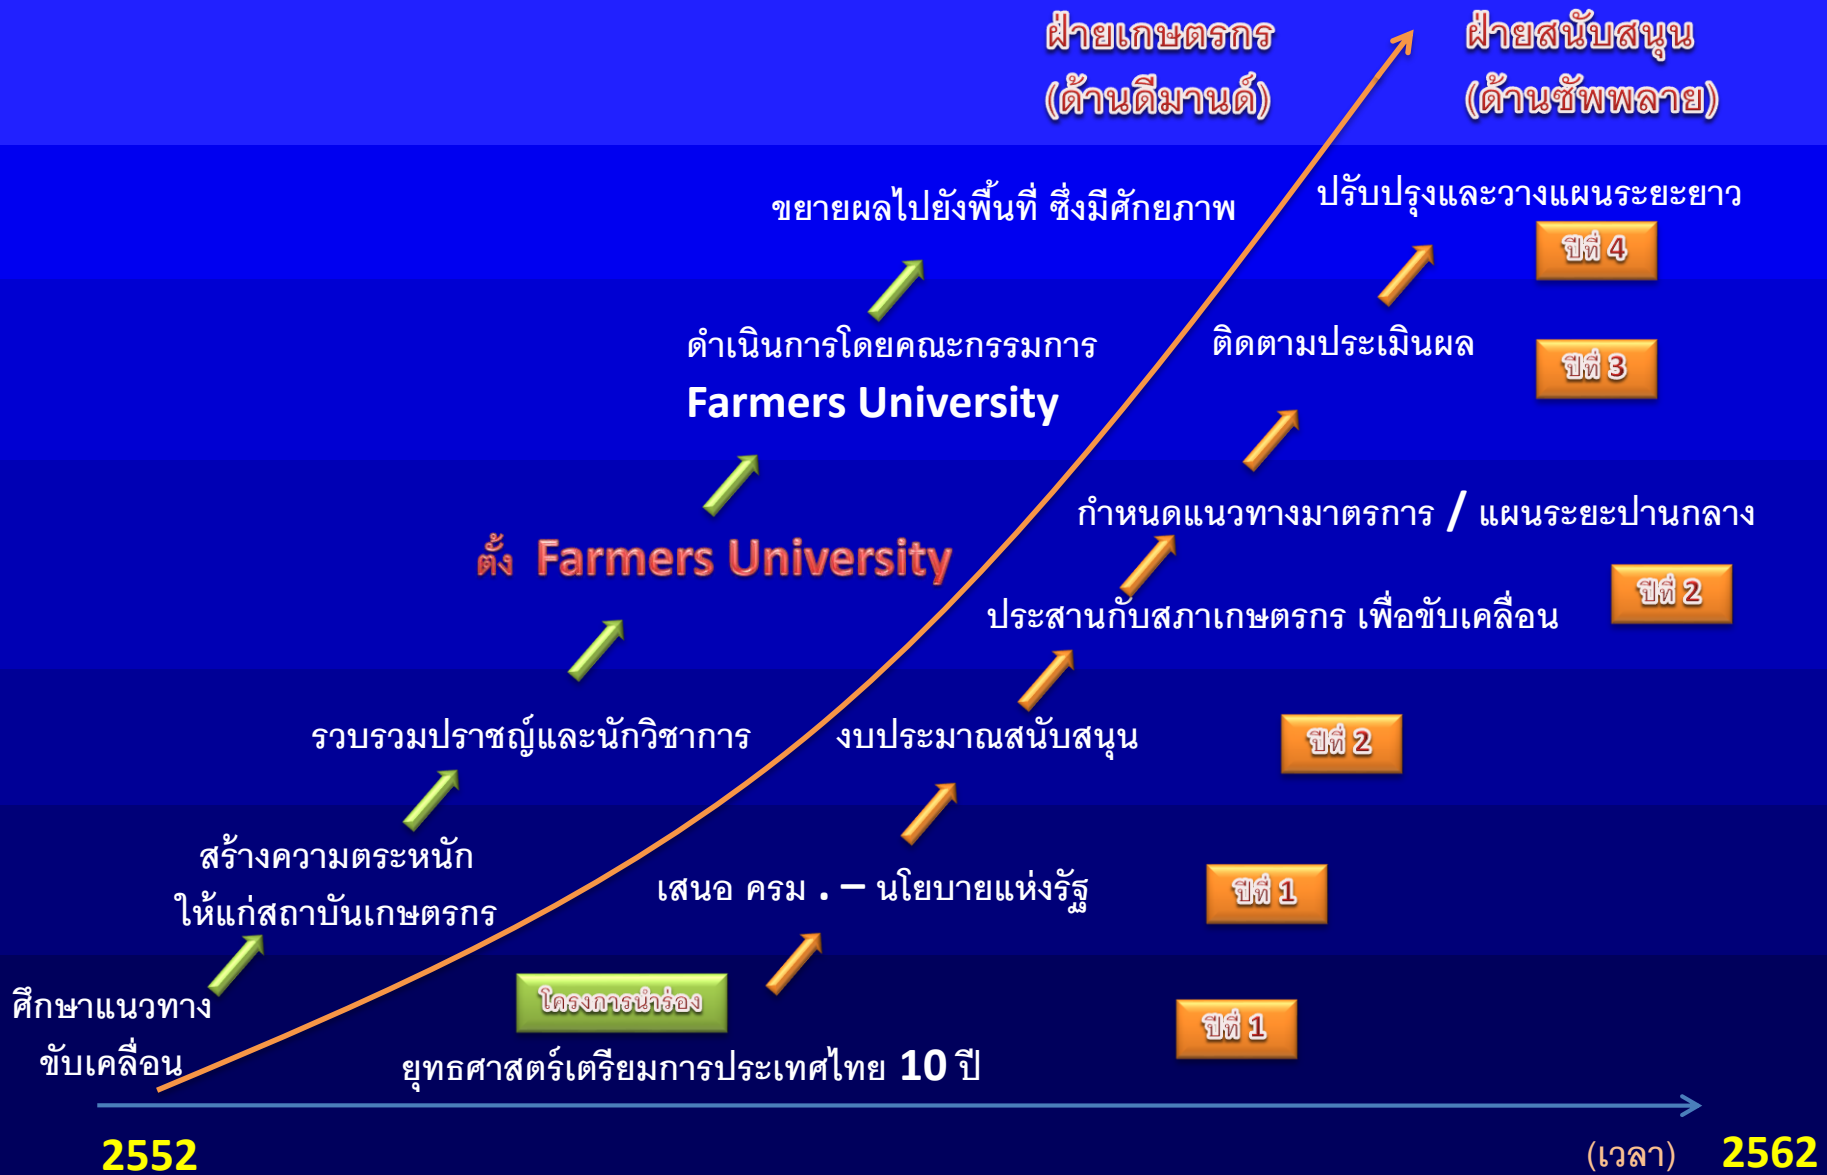 ฝ่ายเกษตรกร
(ด้านดีมานด์)
ฝ่ายสนับสนุน
(ด้านซัพพลาย)
ขยายผลไปยังพื้นที่ ซึ่งมีศักยภาพ
ปรับปรุงและวางแผนระยะยาว
ปีที่ 4
ดำเนินการโดยคณะกรรมการ
Farmers University
ติดตามประเมินผล
ปีที่ 3
กำหนดแนวทางมาตรการ / แผนระยะปานกลาง
ตั้ง Farmers University
ปีที่ 2
ประสานกับสภาเกษตรกร เพื่อขับเคลื่อน
รวบรวมปราชญ์และนักวิชาการ
งบประมาณสนับสนุน
ปีที่ 2
สร้างความตระหนัก
ให้แก่สถาบันเกษตรกร
เสนอ ครม . – นโยบายแห่งรัฐ
ปีที่ 1
ศึกษาแนวทาง
ขับเคลื่อน
โครงการนำร่อง
ปีที่ 1
ยุทธศาสตร์เตรียมการประเทศไทย 10 ปี
2552
(เวลา) 2562